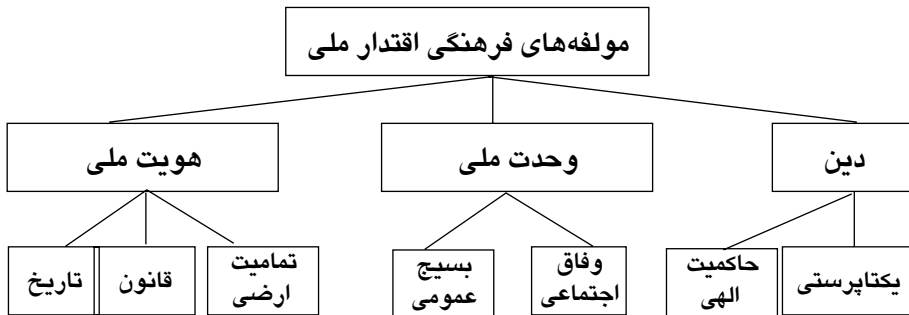 مولفه‌های فرهنگی اقتدار ملی
دین
وحدت ملی
هویت ملی
یکتاپرستی
حاکمیت
الهی
وفاق
اجتماعی
بسیج
عمومی
تمامیت
ارضی
قانون
تاریخ